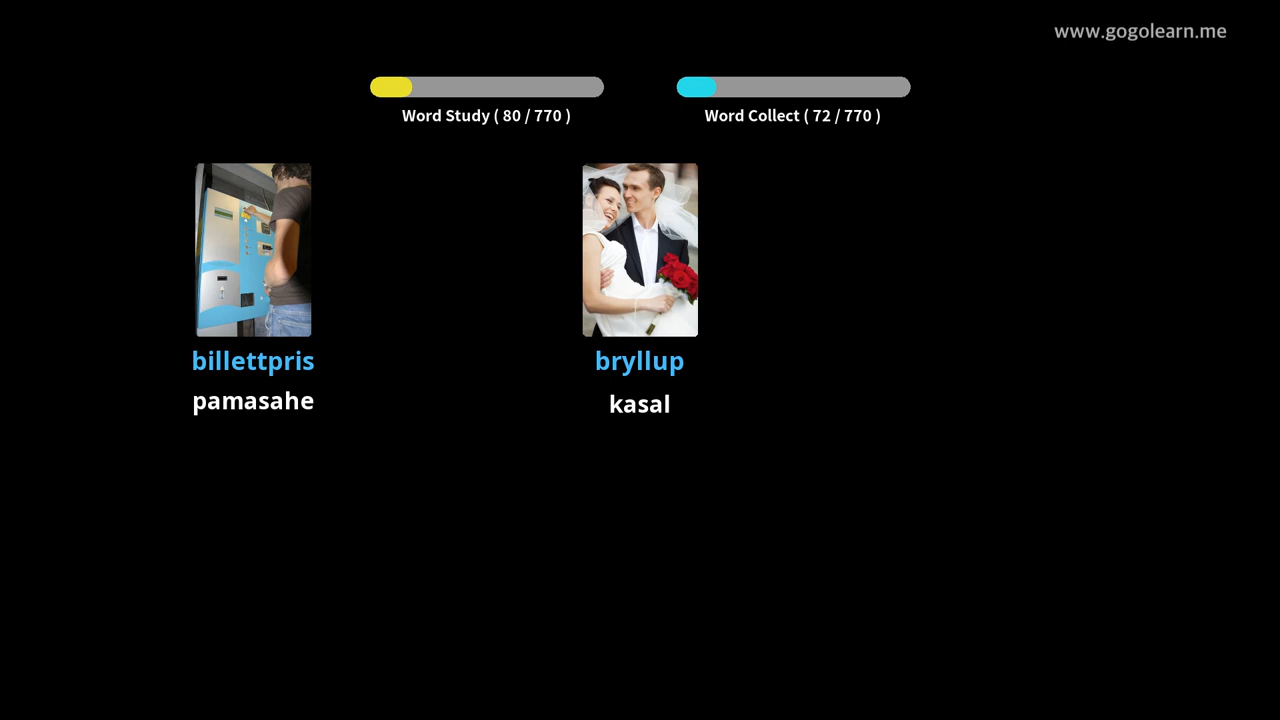 www.gogolearn.me
Word Study ( 80 / 770 )
Word Collect ( 72 / 770 )
billettpris
pamasahe
bryllup
kasal